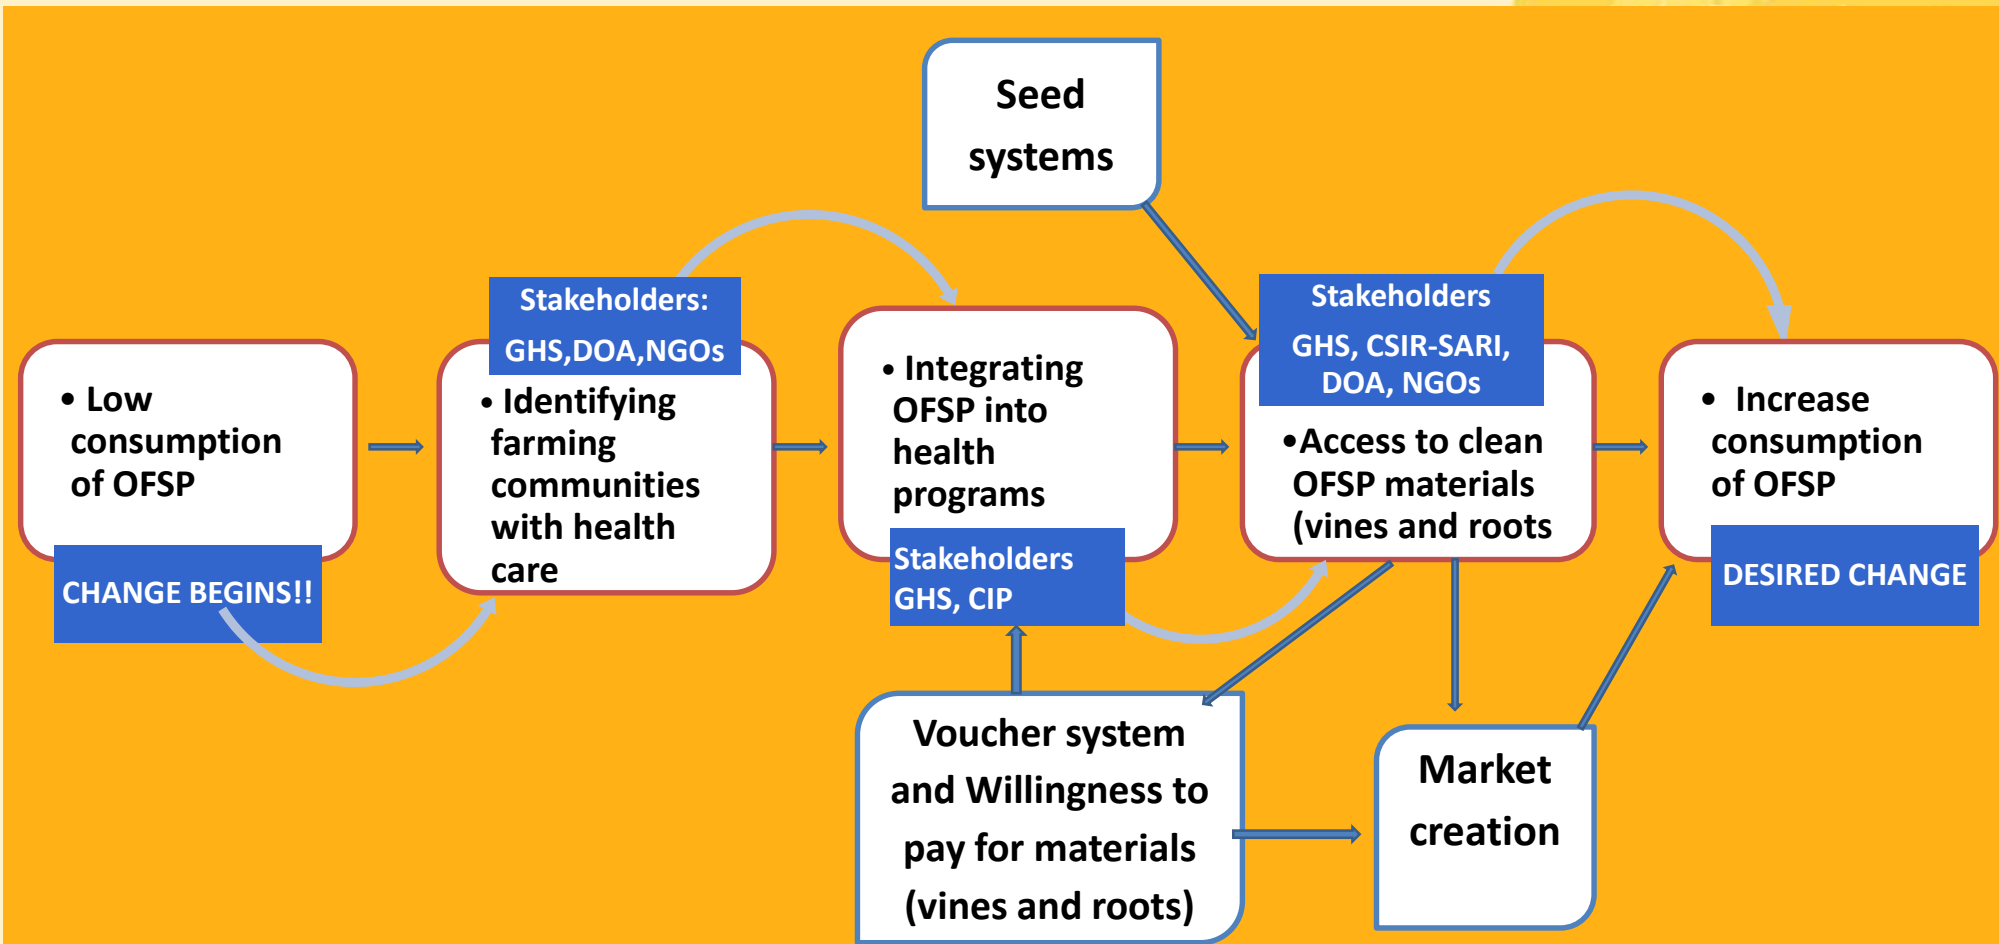 Seed
systems
• Low
consumption
of OFSP
CHANGE BEGINS!!
Stakeholders:
GHS,DOA,NGOs
• Identifying
farming
communities
with health
care
• Integrating
OFSP into
health
programs
Stakeholders
GHS, CIP
Stakeholders
GHS, CSIR-SARI,
DOA, NGOs
•Access to clean
OFSP materials
(vines and roots
• Increase
consumption
of OFSP
DESIRED CHANGE
Voucher system
and Willingness to
pay for materials
(vines and roots)
Market
creation